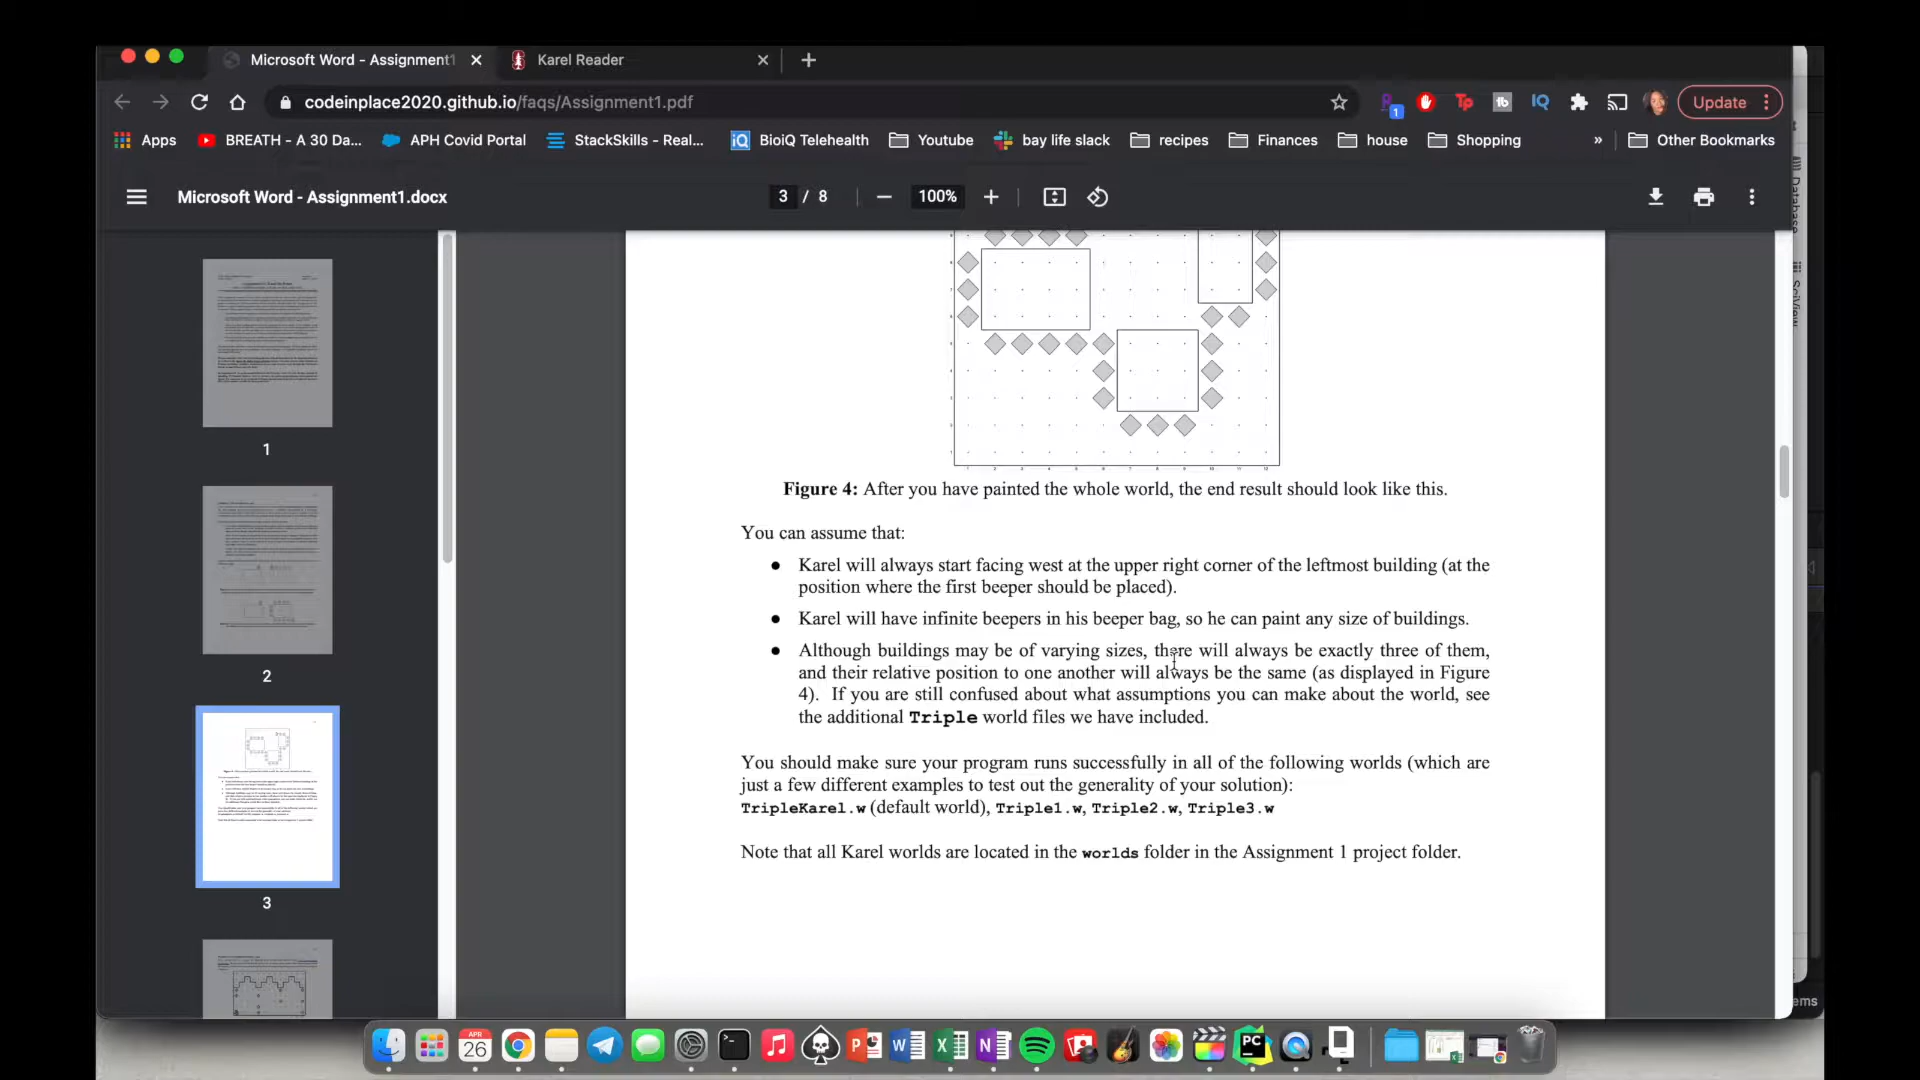 Microsoft Word - Assignment1
Karel Reader
codeinplace2020.github.io/faqs/Assignment1.pdf
Update
Apps
BREATH - A 30 Da...
APH Covid Portal
StackSkills - Real...
BioiQ Telehealth
Youtube
bay life slack
recipes
Finances
house
Shopping
»
Other Bookmarks
Microsoft Word - Assignment1.docx
3 / 8
100%
1
2
3
Figure 4: After you have painted the whole world, the end result should look like this.
You can assume that:
● Karel will always start facing west at the upper right corner of the leftmost building (at the
position where the first beeper should be placed).
● Karel will have infinite beepers in his beeper bag, so he can paint any size of buildings.
● Although buildings may be of varying sizes, there will always be exactly three of them,
and their relative position to one another will always be the same (as displayed in Figure
4). If you are still confused about what assumptions you can make about the world, see
the additional Triple world files we have included.
You should make sure your program runs successfully in all of the following worlds (which are
just a few different examples to test out the generality of your solution):
TripleKarel.w (default world), Triple1.w, Triple2.w, Triple3.w
Note that all Karel worlds are located in the worlds folder in the Assignment 1 project folder.
Database
SciView
ems
APR
26
PC